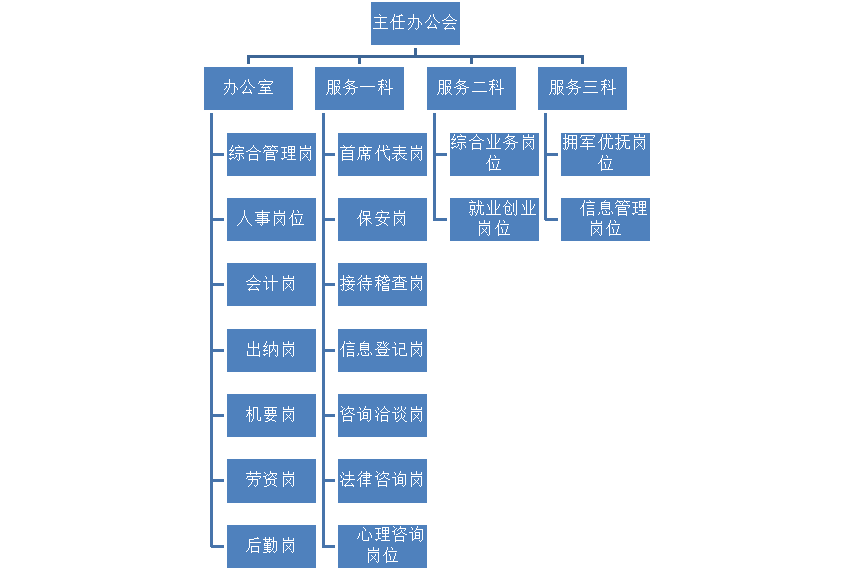 主任办公会
办公室
服务一科
服务二科
服务三科
综合管理岗
人事岗位
会计岗
出纳岗
机要岗
劳资岗
后勤岗
首席代表岗
保安岗
接待稽查岗
信息登记岗
咨询洽谈岗
法律咨询岗
心理咨询
岗位
综合业务岗
位
就业创业
岗位
拥军优抚岗
位
信息管理
岗位